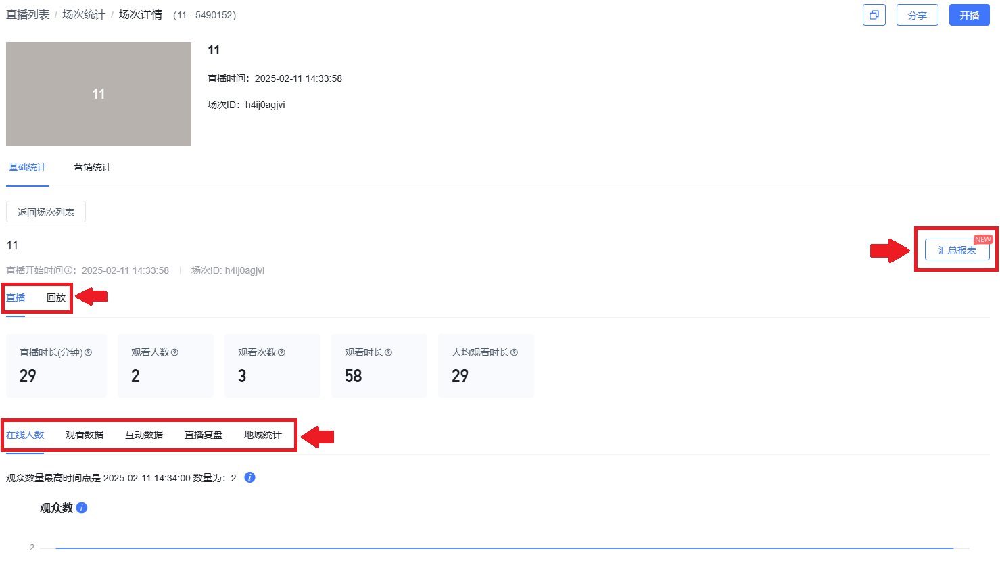 直播列表 / 场次统计 / 场次详情 (11 - 5490152)
分享
开播
11
11
直播时间：2025-02-11 14:33:58
场次ID：h4ij0agjvi
基础统计 营销统计
返回场次列表
11
NEW
汇总报表
直播开始时间：2025-02-11 14:33:58 场次ID: h4ij0agjvi
直播 回放
直播时长(分钟) 观看人数 观看次数 观看时长 人均观看时长
29 2 3 58 29
在线人数 观看数据 互动数据 直播复盘 地域统计
观众数量最高时间点是 2025-02-11 14:34:00 数量为：2
观众数
2